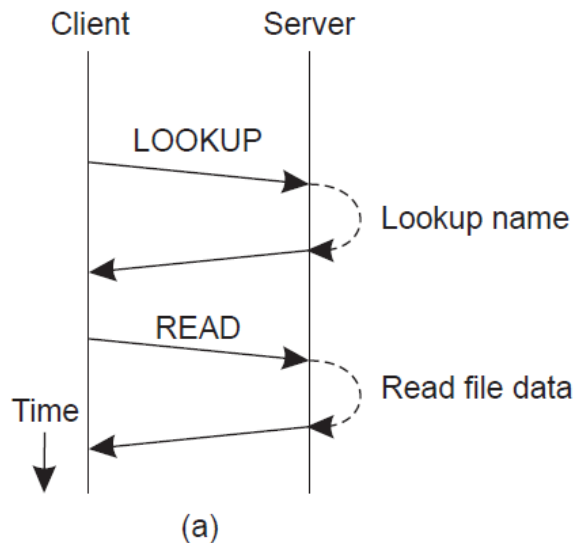 Client Server
LOOKUP
Lookup name
READ
Read file data
Time
(a)